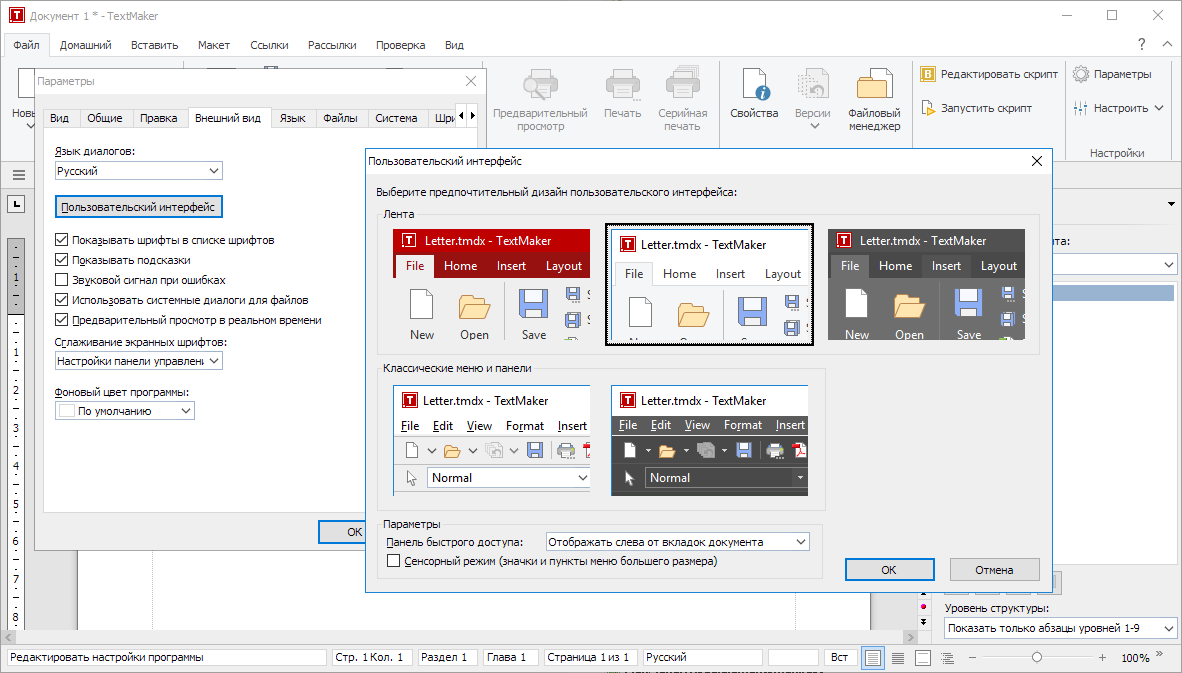 Документ 1 * - TextMaker
Файл Домашний Вставить Макет Ссылки Рассылки Проверка Вид
Предварительный просмотр
Печать
Серийная печать
Свойства
Версии
Файловый менеджер
Редактировать скрипт
Запустить скрипт
Параметры
Настроить
Настройки
Параметры
Вид Общие Правка Внешний вид Язык Файлы Система
Язык диалогов:
Русский
Пользовательский интерфейс
Показывать шрифты в списке шрифтов
Показывать подсказки
Звуковой сигнал при ошибках
Использовать системные диалоги для файлов
Предварительный просмотр в реальном времени
Сглаживание экранных шрифтов:
Настройки панели управлен
Фоновый цвет программы:
По умолчанию
ОК
Пользовательский интерфейс
Выберите предпочтительный дизайн пользовательского интерфейса:
Лента
Letter.tmdx - TextMaker
File Home Insert Layout
New Open Save
Letter.tmdx - TextMaker
File Home Insert Layout
Letter.tmdx - TextMaker
File Home Insert Layout
New Open Save
Классические меню и панели
Letter.tmdx - TextMaker
File Edit View Format Insert
Normal
Letter.tmdx - TextMaker
File Edit View Format Insert
Normal
Параметры
Панель быстрого доступа:
Отображать слева от вкладок документа
Сенсорный режим (значки и пункты меню большего размера)
ОК
Отмена
Уровень структуры:
Показать только абзацы уровней 1-9
Редактировать настройки программы
Стр. 1 Кол. 1
Раздел 1
Глава 1
Страница 1 из 1
Русский
Вст
100%